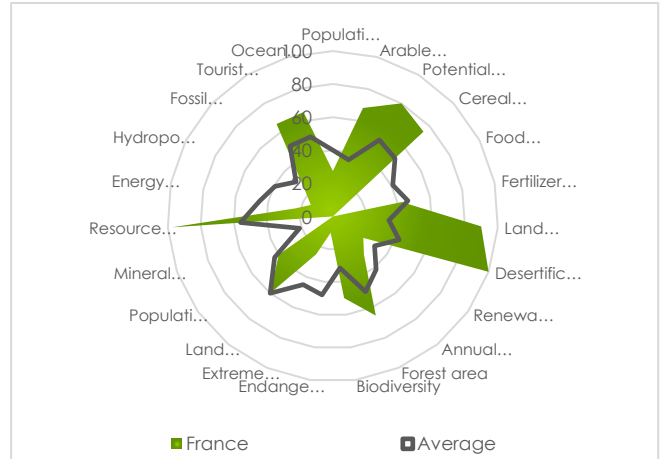 Populati...
Arable...
Potential...
Cereal...
Food...
Fertilizer...
Land...
Desertific...
Renewa...
Annual...
Forest area
Biodiversity
Endange...
Extreme...
Land...
Populati...
Mineral...
Resource...
Energy...
Hydropo...
Fossil...
Tourist...
Ocean...
100
80
60
40
20
0
France
Average